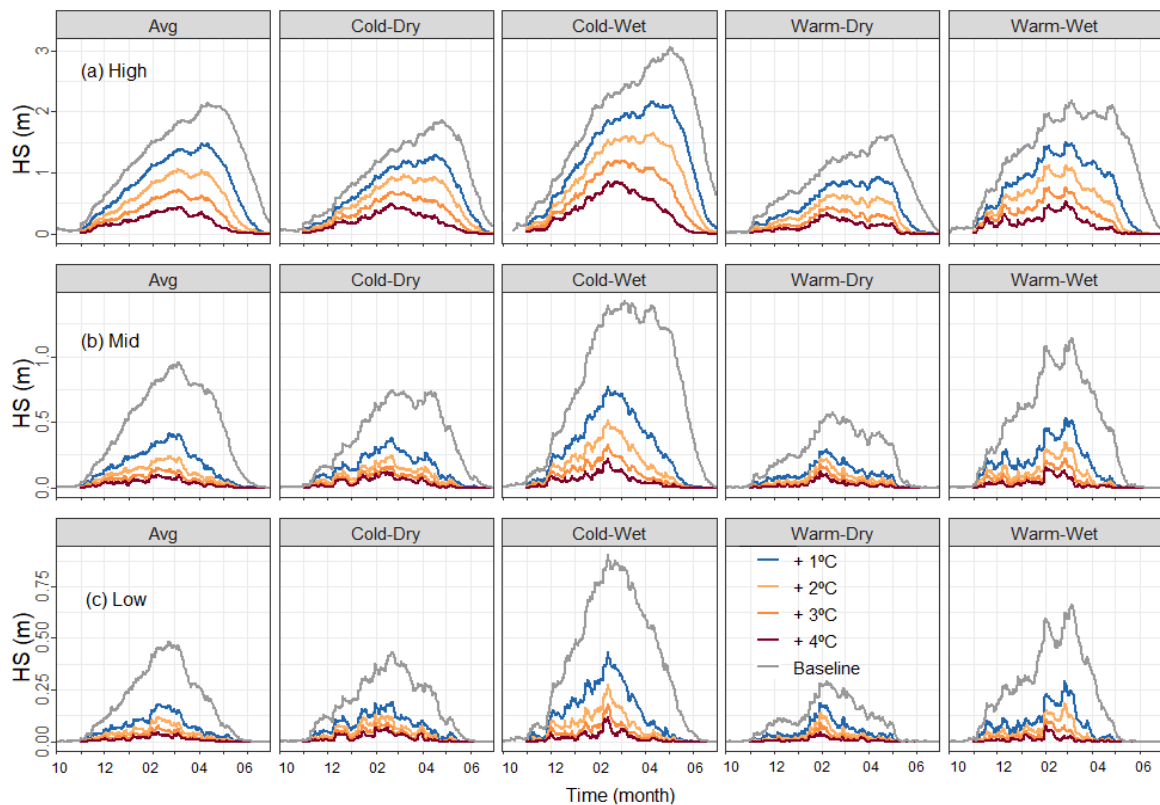 Avg Cold-Dry Cold-Wet Warm-Dry Warm-Wet
(a) High
HS (m)
3
2
1
0
Avg Cold-Dry Cold-Wet Warm-Dry Warm-Wet
(b) Mid
HS (m)
1.0
0.5
0.0
Avg Cold-Dry Cold-Wet Warm-Dry Warm-Wet
(c) Low
HS (m)
0.75
0.50
0.25
0.00
+ 1ºC
+ 2ºC
+ 3ºC
+ 4ºC
Baseline
10 12 02 04 06 10 12 02 04 06 10 12 02 04 06 10 12 02 04 06 10 12 02 04 06
Time (month)